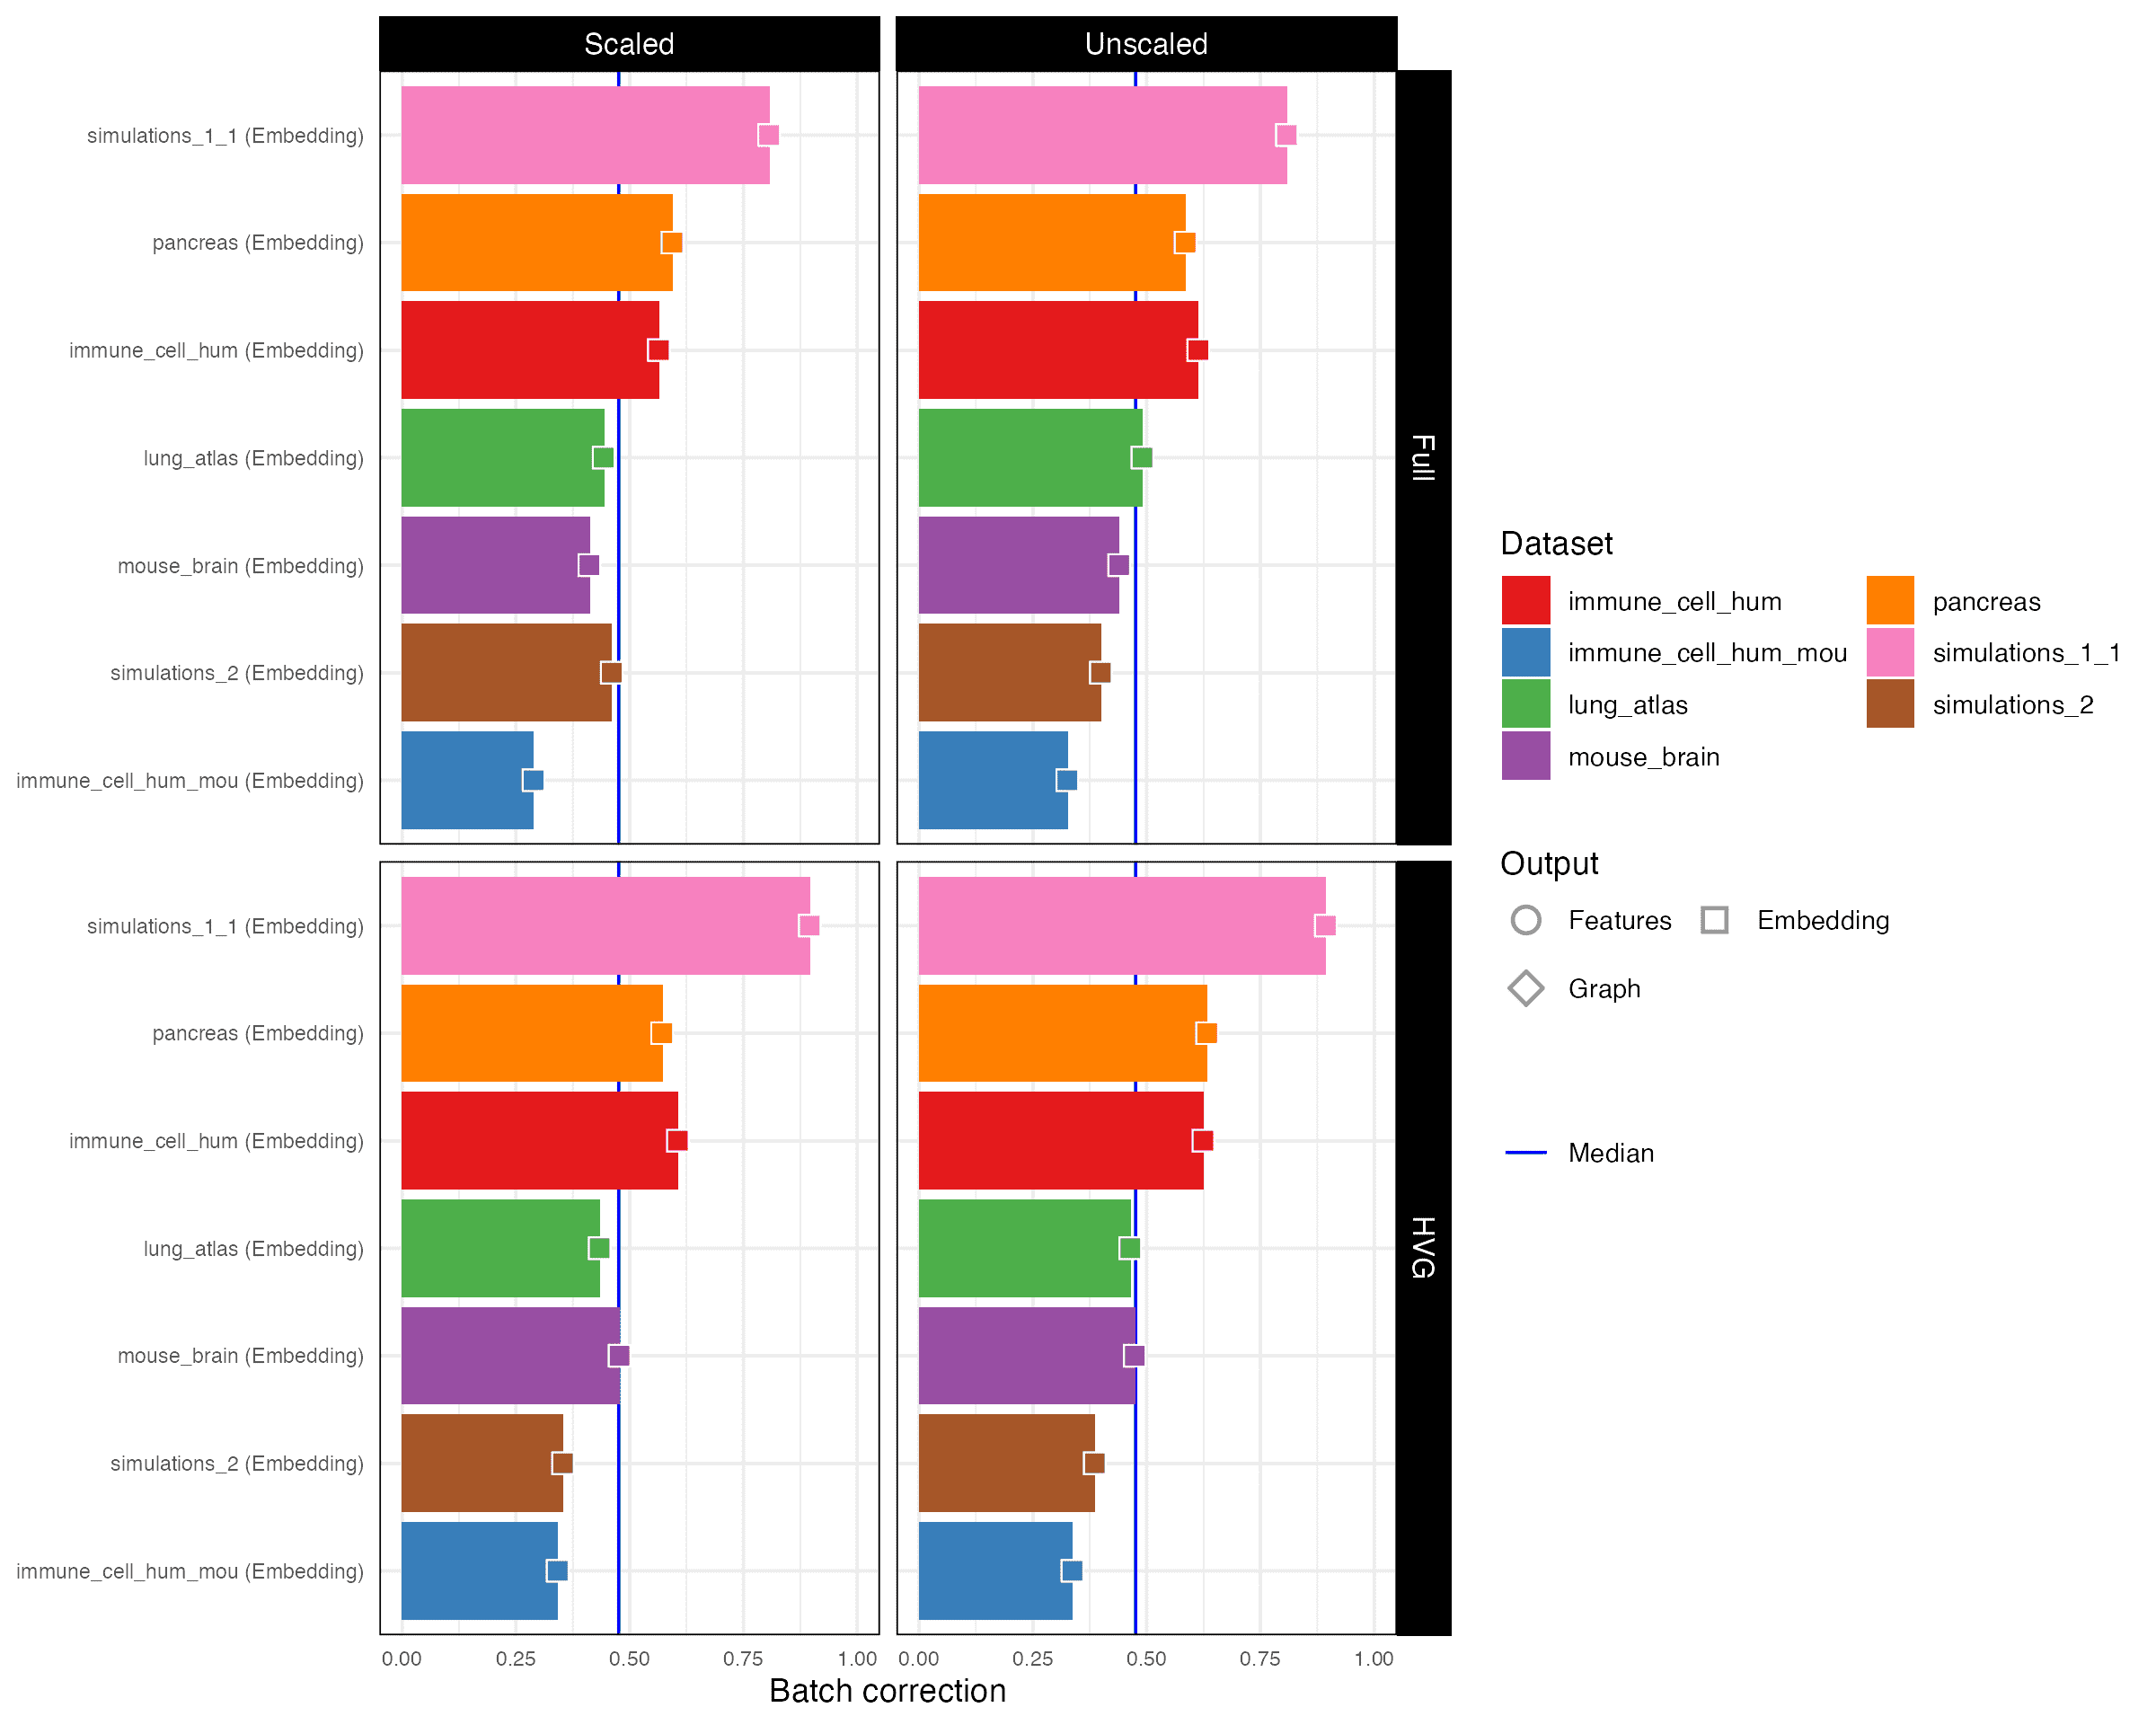 Scaled
Unscaled
simulations_1_1 (Embedding)
pancreas (Embedding)
immune_cell_hum (Embedding)
lung_atlas (Embedding)
mouse_brain (Embedding)
simulations_2 (Embedding)
immune_cell_hum_mou (Embedding)
Full
simulations_1_1 (Embedding)
pancreas (Embedding)
immune_cell_hum (Embedding)
lung_atlas (Embedding)
mouse_brain (Embedding)
simulations_2 (Embedding)
immune_cell_hum_mou (Embedding)
HVG
0.00 0.25 0.50 0.75 1.00
0.00 0.25 0.50 0.75 1.00
Batch correction
Dataset
immune_cell_hum
immune_cell_hum_mou
lung_atlas
mouse_brain
pancreas
simulations_1_1
simulations_2
Output
Features
Embedding
Graph
Median